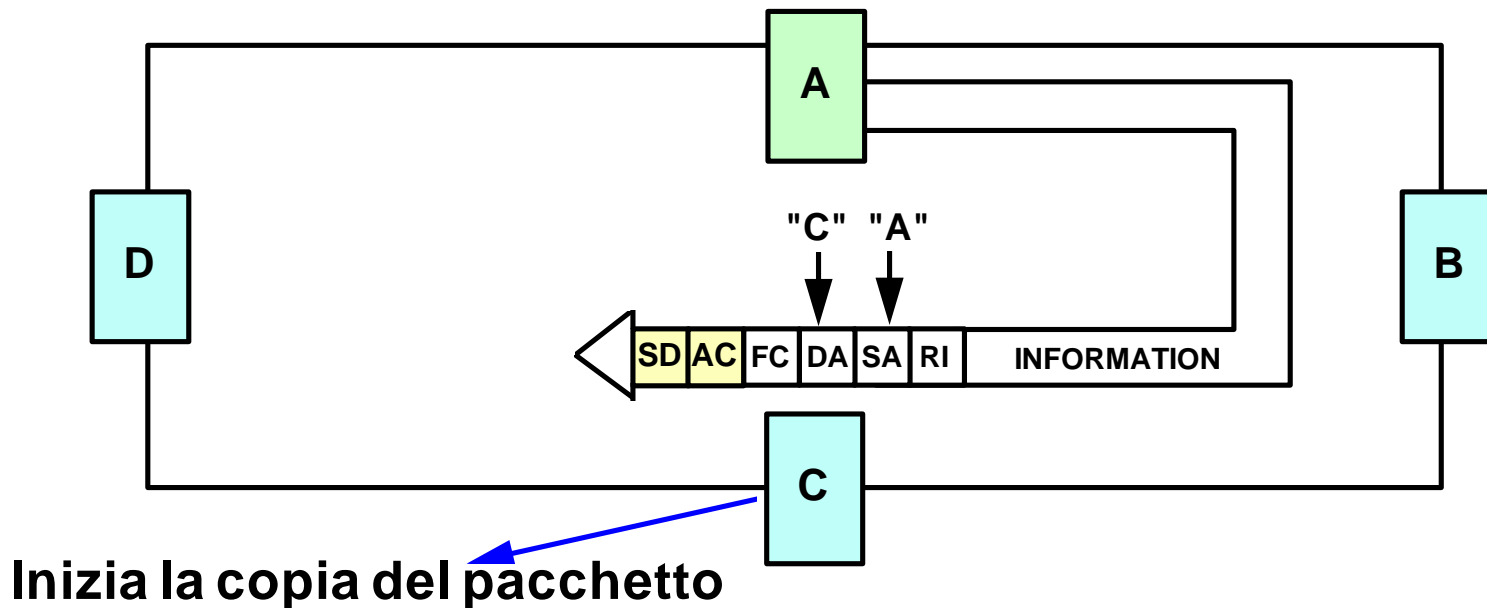 A
"C" "A"
D
B
SD AC FC DA SA RI INFORMATION
C
Inizia la copia del pacchetto